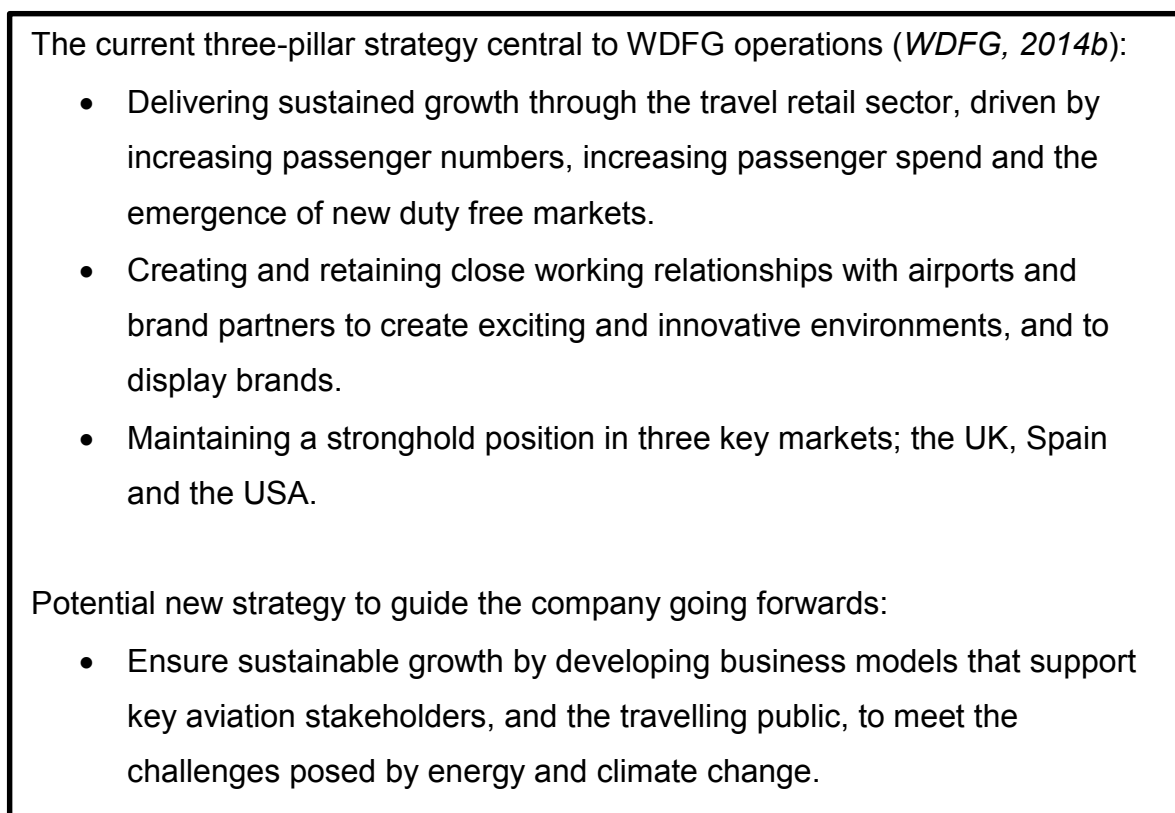 The current three-pillar strategy central to WDFG operations (WDFG, 2014b):
• Delivering sustained growth through the travel retail sector, driven by
increasing passenger numbers, increasing passenger spend and the
emergence of new duty free markets.
• Creating and retaining close working relationships with airports and
brand partners to create exciting and innovative environments, and to
display brands.
• Maintaining a stronghold position in three key markets; the UK, Spain
and the USA.
Potential new strategy to guide the company going forwards:
• Ensure sustainable growth by developing business models that support
key aviation stakeholders, and the travelling public, to meet the
challenges posed by energy and climate change.